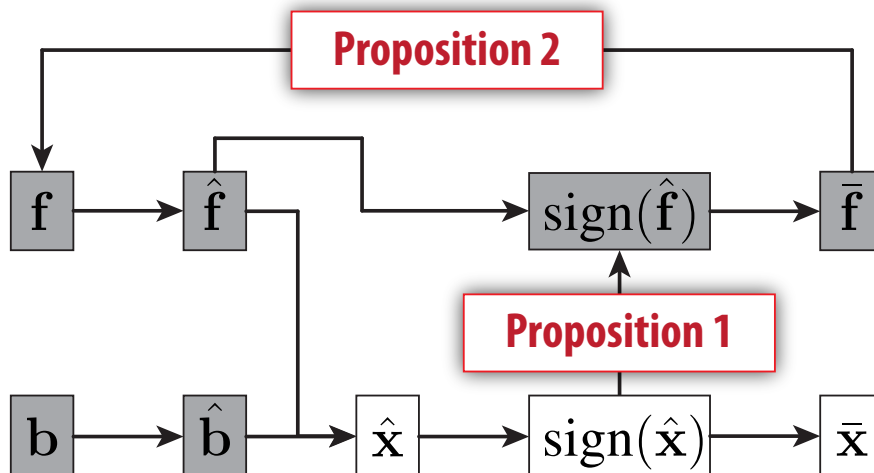 Proposition 2
f f̂ sign(f̂) f̄
Proposition 1
b b̂ x̂ sign(x̂) x̄